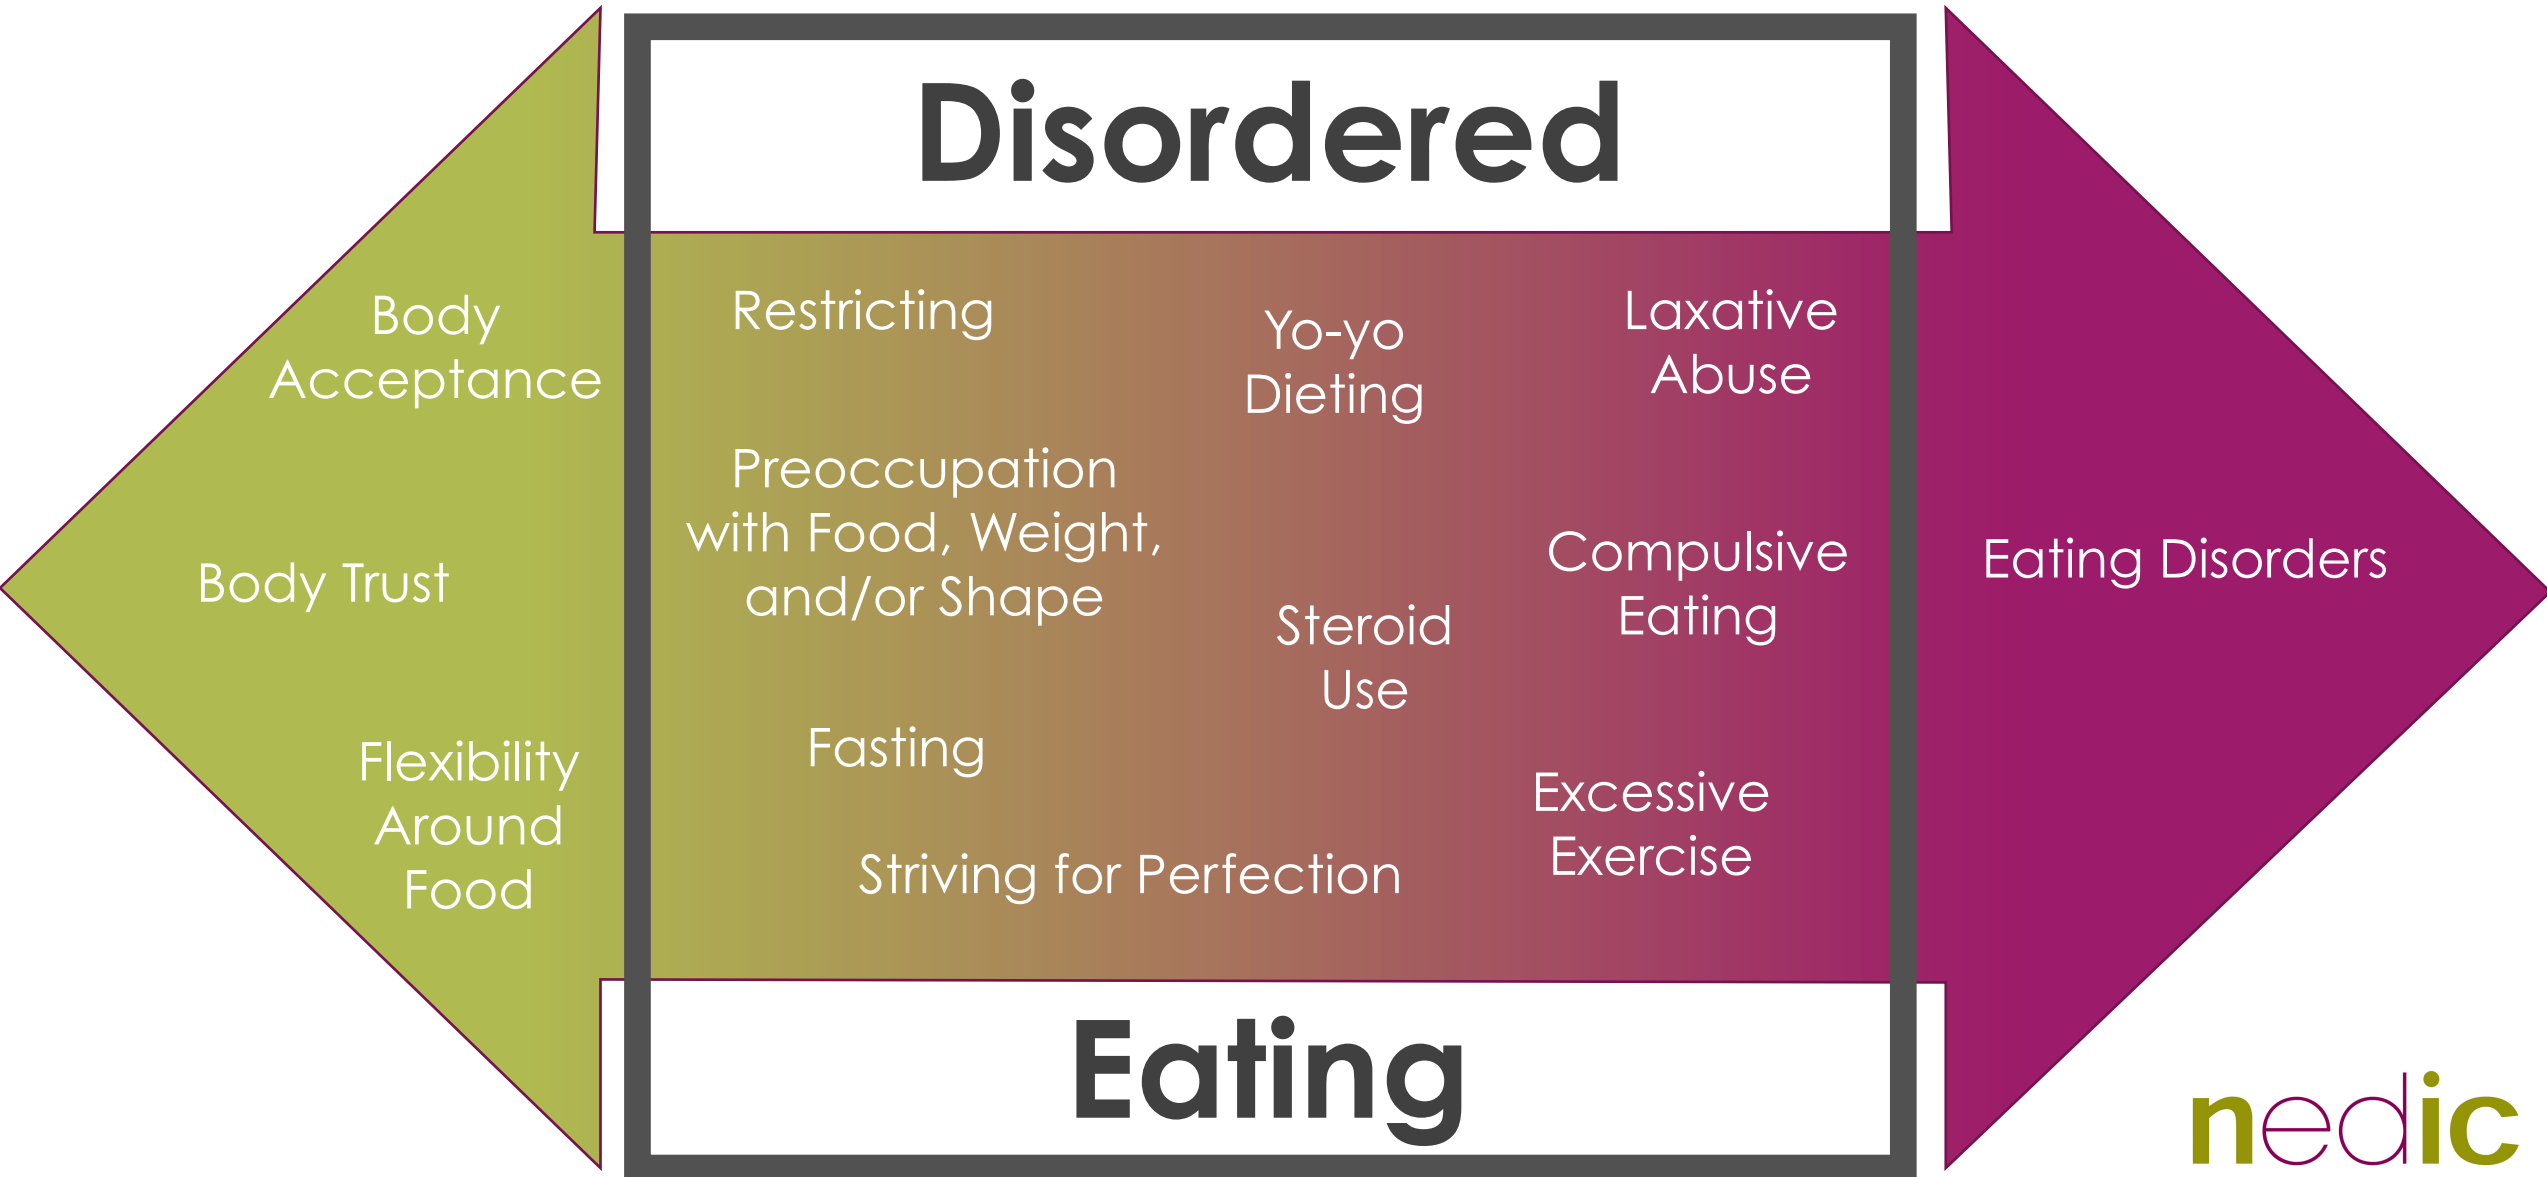 Disordered
Body
Acceptance
Body Trust
Flexibility
Around
Food
Restricting
Preoccupation
with Food, Weight,
and/or Shape
Fasting
Striving for Perfection
Yo-yo
Dieting
Steroid
Use
Laxative
Abuse
Compulsive
Eating
Excessive
Exercise
Eating Disorders
Eating
nedic